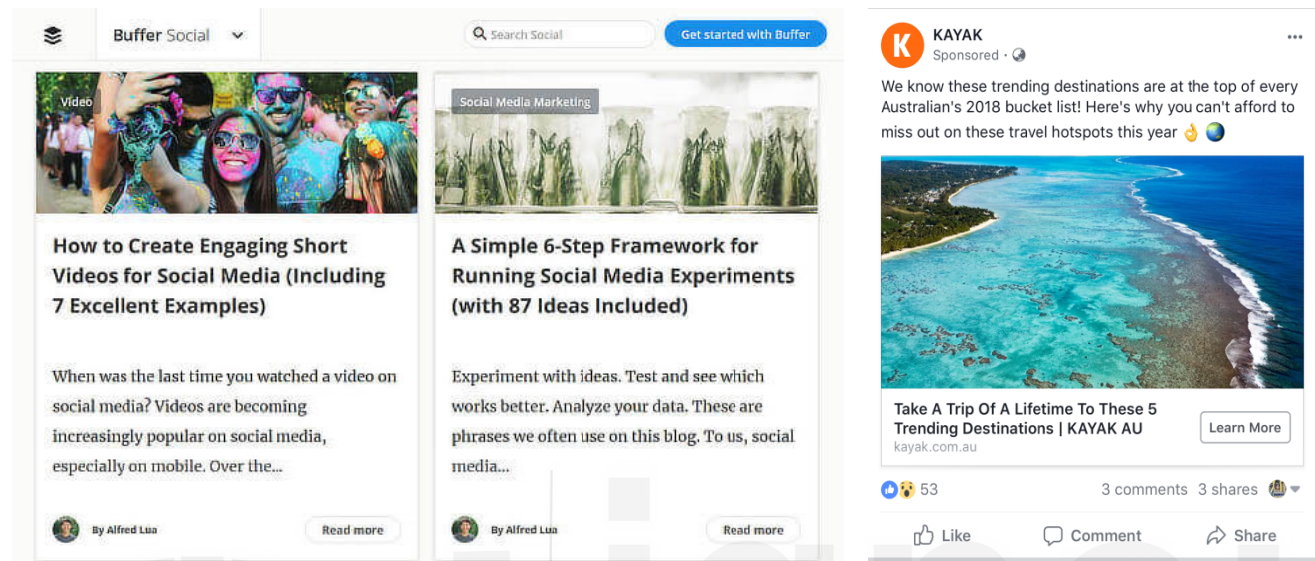 Buffer Social
Search Social
Get started with Buffer
Video
How to Create Engaging Short
Videos for Social Media (Including
7 Excellent Examples)
When was the last time you watched a video on
social media? Videos are becoming
increasingly popular on social media,
especially on mobile. Over the...
By Alfred Lua
Read more
Social Media Marketing
A Simple 6-Step Framework for
Running Social Media Experiments
(with 87 Ideas Included)
Experiment with ideas. Test and see which
works better. Analyze your data. These are
phrases we often use on this blog. To us, social
media...
By Alfred Lua
Read more
K
KAYAK
Sponsored ·
We know these trending destinations are at the top of every
Australian's 2018 bucket list! Here's why you can't afford to
miss out on these travel hotspots this year 👌 🌏
Take A Trip Of A Lifetime To These 5
Trending Destinations | KAYAK AU
kayak.com.au
Learn More
53
3 comments 3 shares
Like
Comment
Share